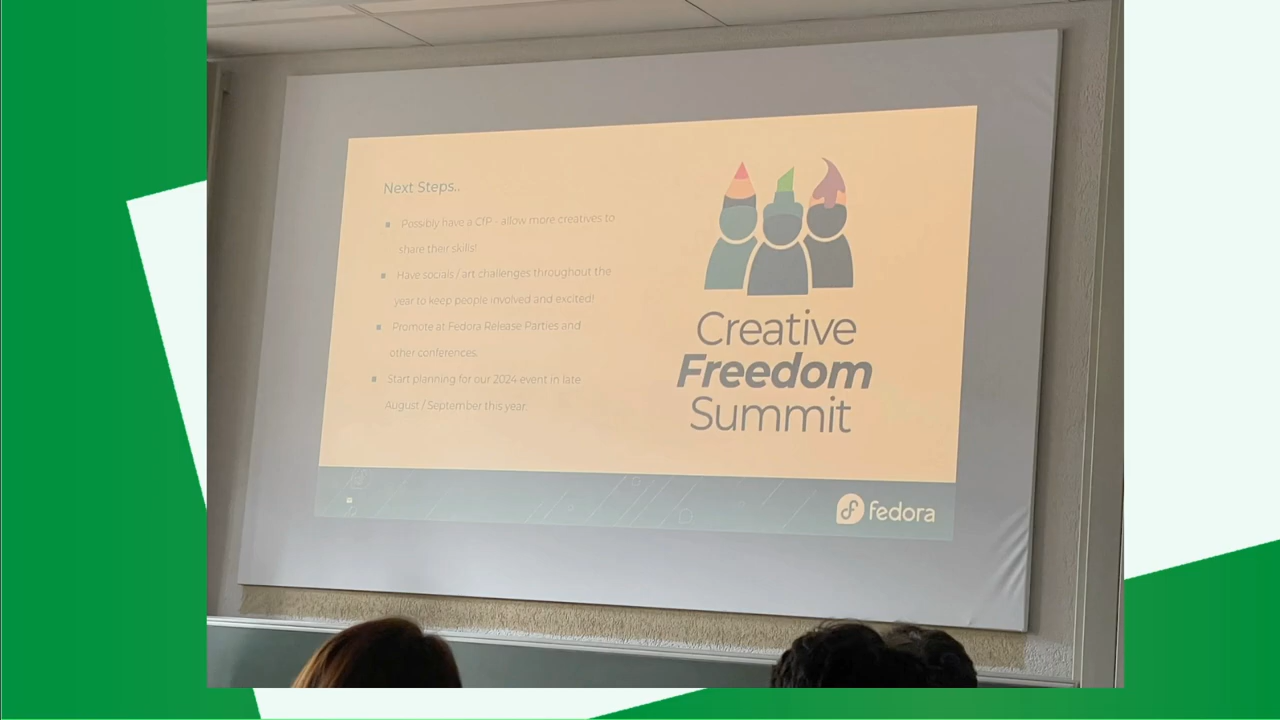 Next Steps..
Possibly have a CfP - allow more creatives to
share their skills!
Have socials / art challenges throughout the
year to keep people involved and excited!
Promote at Fedora Release Parties and
other conferences.
Start planning for our 2024 event in late
August / September this year.
Creative
Freedom
Summit
fedora